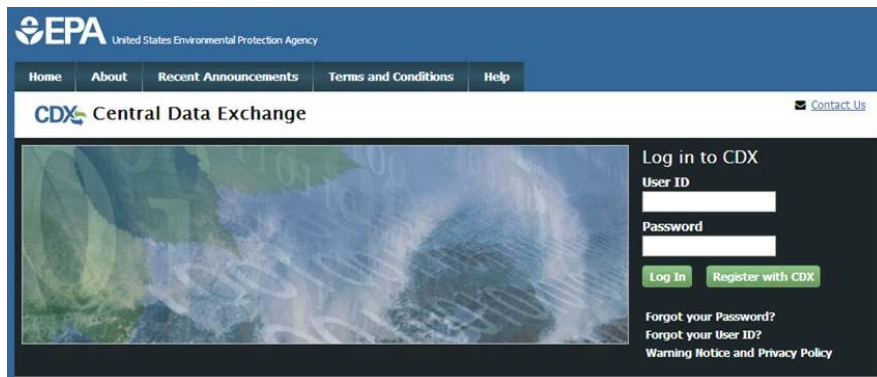 EPA United States Environmental Protection Agency
Home About Recent Announcements Terms and Conditions Help
CDX Central Data Exchange
Contact Us
Log in to CDX
User ID
Password
Log In Register with CDX
Forgot your Password?
Forgot your User ID?
Warning Notice and Privacy Policy